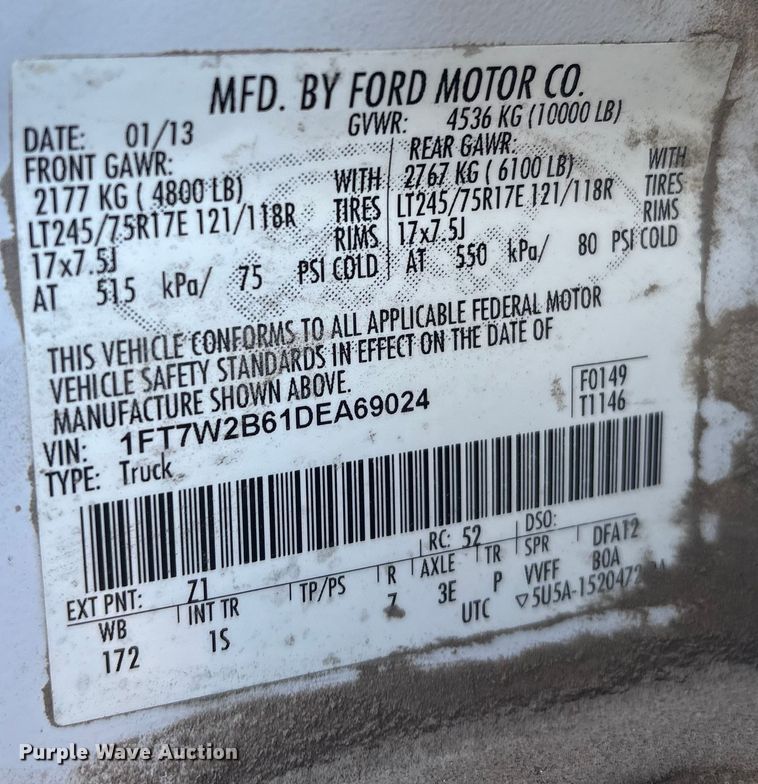 MFD. BY FORD MOTOR CO.
DATE: 01/13 GVWR: 4536 KG (10000 LB)
FRONT GAWR: REAR GAWR:
2177 KG ( 4800 LB) WITH 2767 KG ( 6100 LB) WITH
LT245/75R17E 121/118R TIRES LT245/75R17E 121/118R TIRES
17x7.5J RIMS 17x7.5J RIMS
AT 515 kPa/ 75 PSI COLD AT 550 kPa/ 80 PSI COLD
THIS VEHICLE CONFORMS TO ALL APPLICABLE FEDERAL MOTOR
VEHICLE SAFETY STANDARDS IN EFFECT ON THE DATE OF
MANUFACTURE SHOWN ABOVE.
VIN: 1FT7W2B61DEA69024 F0149
TYPE: Truck T1146
EXT PNT: Z1 RC: 52 DSO:
WB INT TR TP/PS R AXLE TR SPR DFA12
172 1S 7 3E P VVFF BOA
UTC ▽5U5A-1520472
Purple Wave Auction